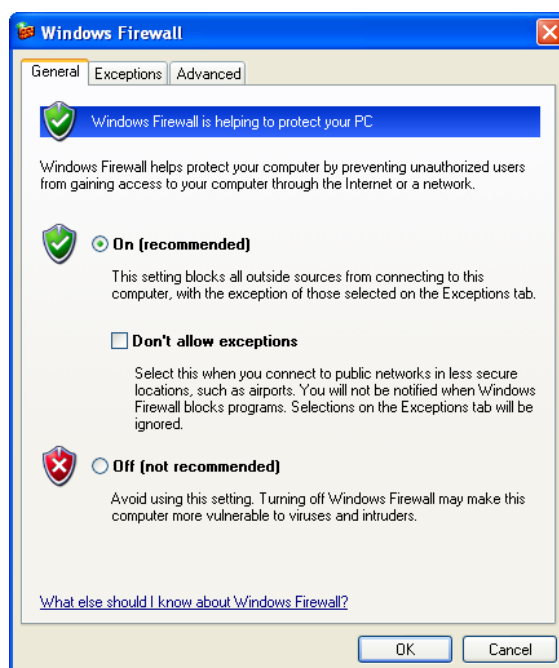 Windows Firewall
General Exceptions Advanced
Windows Firewall is helping to protect your PC
Windows Firewall helps protect your computer by preventing unauthorized users
from gaining access to your computer through the Internet or a network.
On (recommended)
This setting blocks all outside sources from connecting to this
computer, with the exception of those selected on the Exceptions tab.
Don't allow exceptions
Select this when you connect to public networks in less secure
locations, such as airports. You will not be notified when Windows
Firewall blocks programs. Selections on the Exceptions tab will be
ignored.
Off (not recommended)
Avoid using this setting. Turning off Windows Firewall may make this
computer more vulnerable to viruses and intruders.
What else should I know about Windows Firewall?
OK Cancel